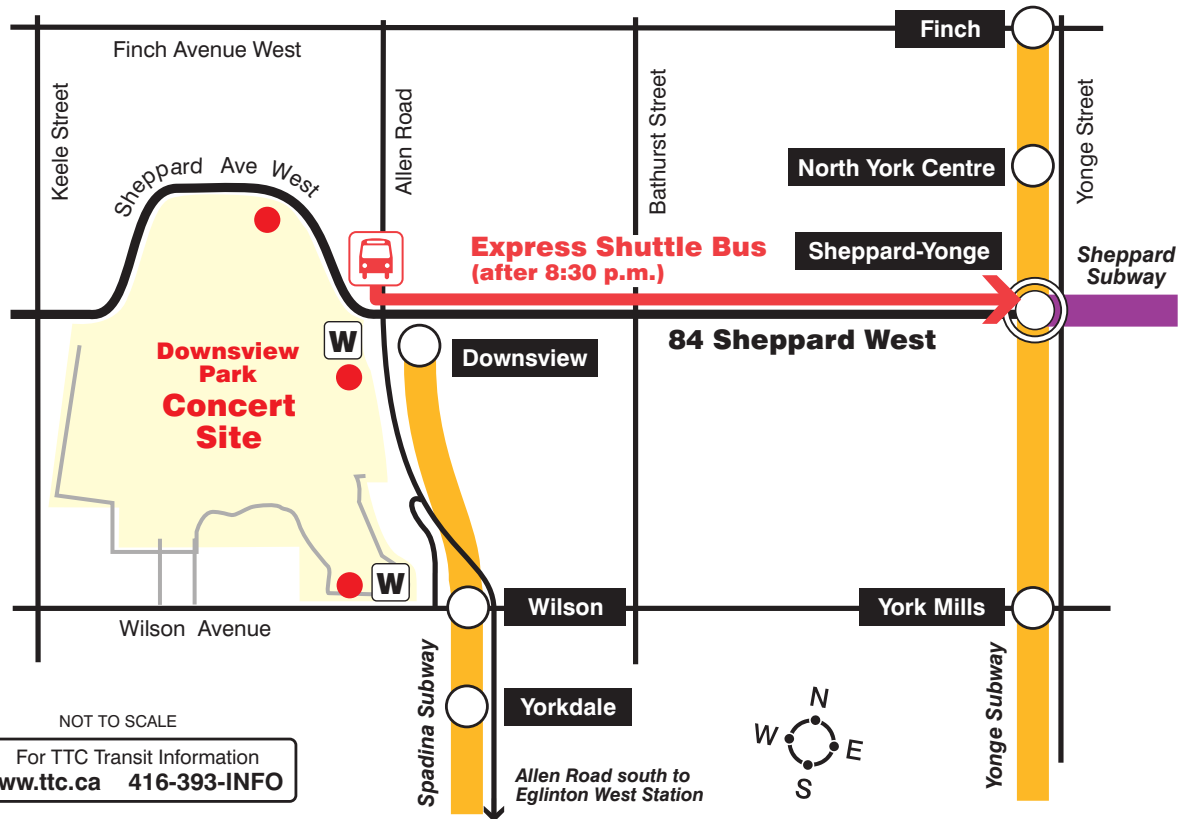 Finch
Finch Avenue West
Keele Street
Allen Road
Bathurst Street
Yonge Street
Sheppard Ave West
North York Centre
Express Shuttle Bus
(after 8:30 p.m.)
Sheppard-Yonge
Sheppard
Subway
84 Sheppard West
W
Downsview
Downsview
Park
Concert
Site
W
Wilson
York Mills
Wilson Avenue
Spadina Subway
Yonge Subway
Yorkdale
N
W
E
S
NOT TO SCALE
For TTC Transit Information
ww.ttc.ca 416-393-INFO
Allen Road south to
Eglinton West Station